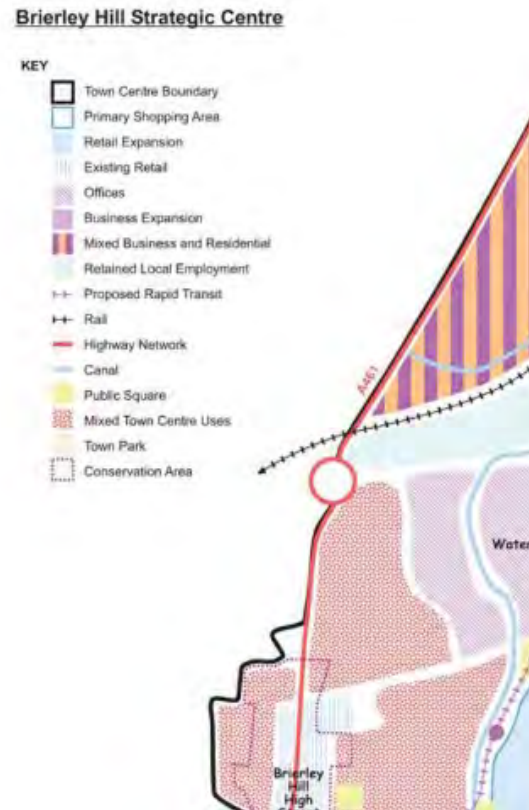 Brierley Hill Strategic Centre
KEY
Town Centre Boundary
Primary Shopping Area
Retail Expansion
Existing Retail
Offices
Business Expansion
Mixed Business and Residential
Retained Local Employment
Proposed Rapid Transit
Rail
Highway Network
Canal
Public Square
Mixed Town Centre Uses
Town Park
Conservation Area
A461
Water
Brierley
Hill
High